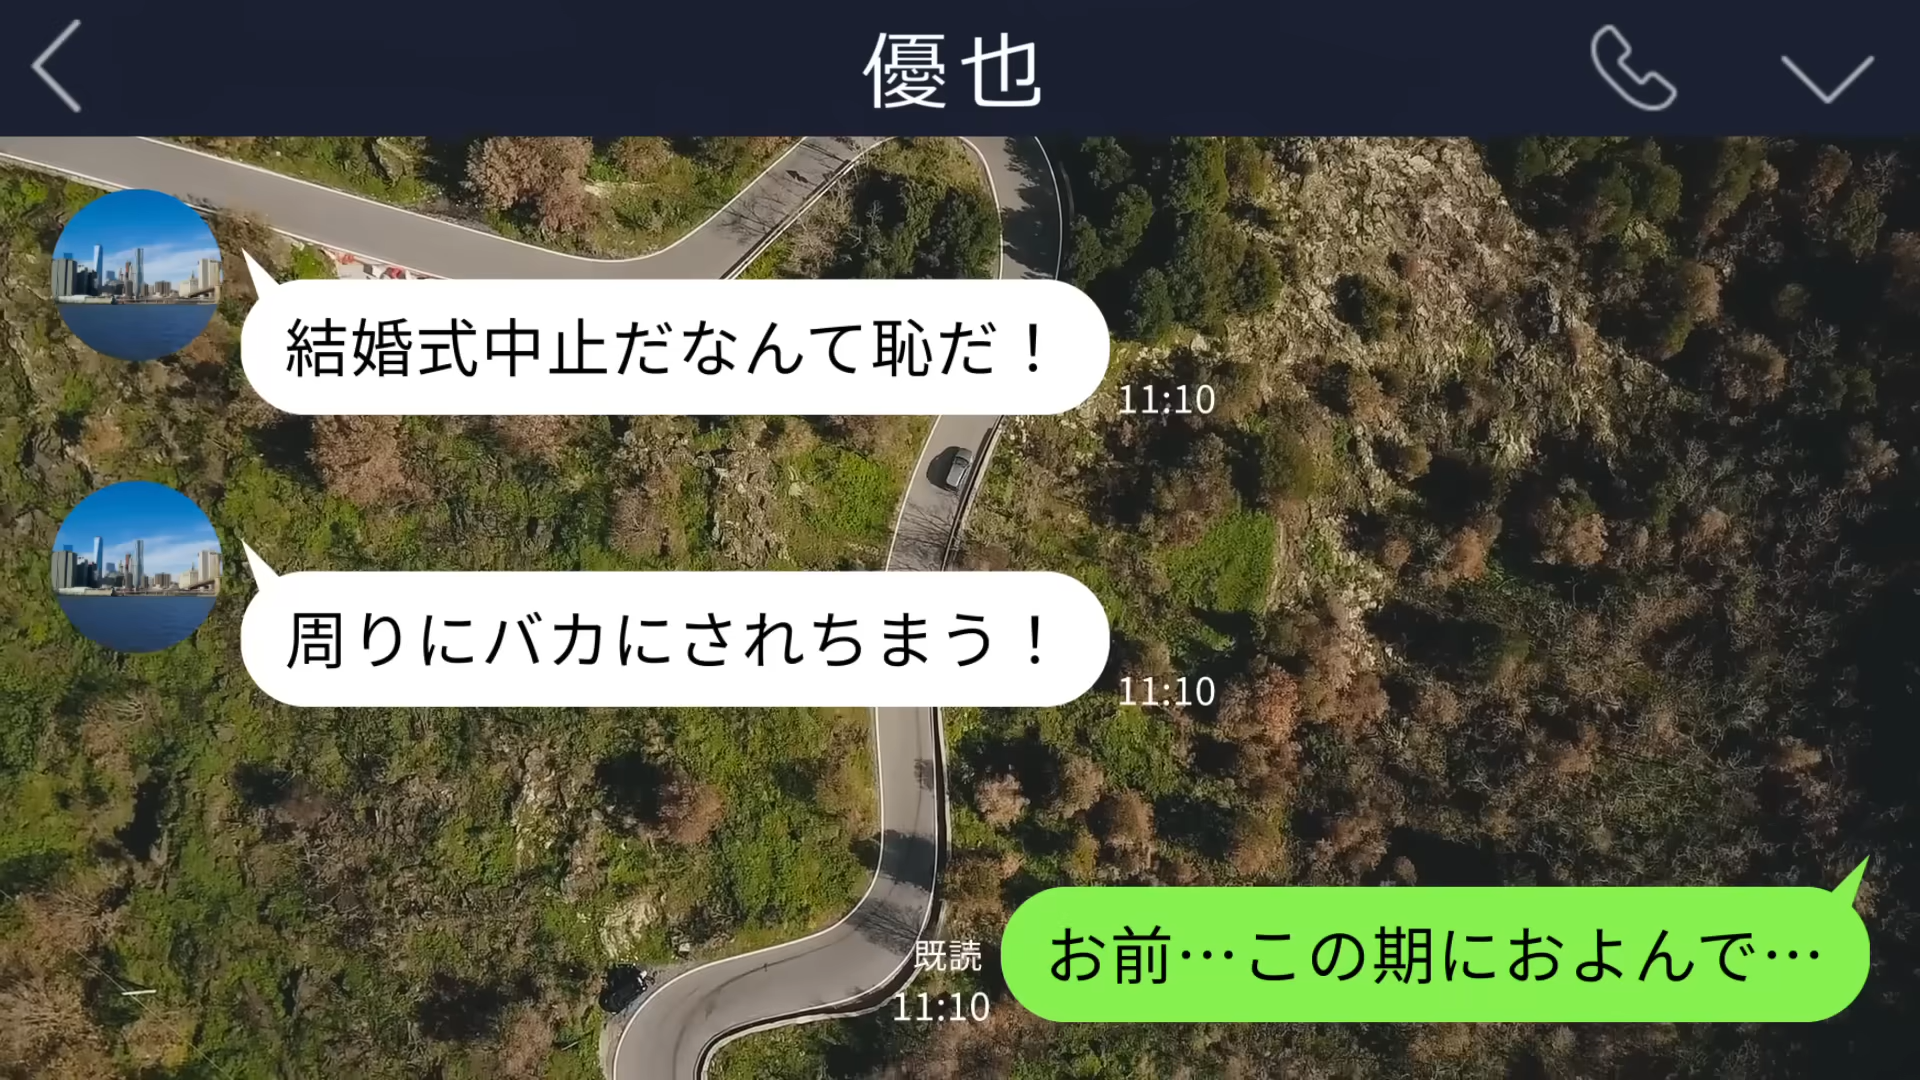 優也
結婚式中止だなんて恥だ！
11:10
周りにバカにされちまう！
11:10
お前…この期におよんで…
既読
11:10